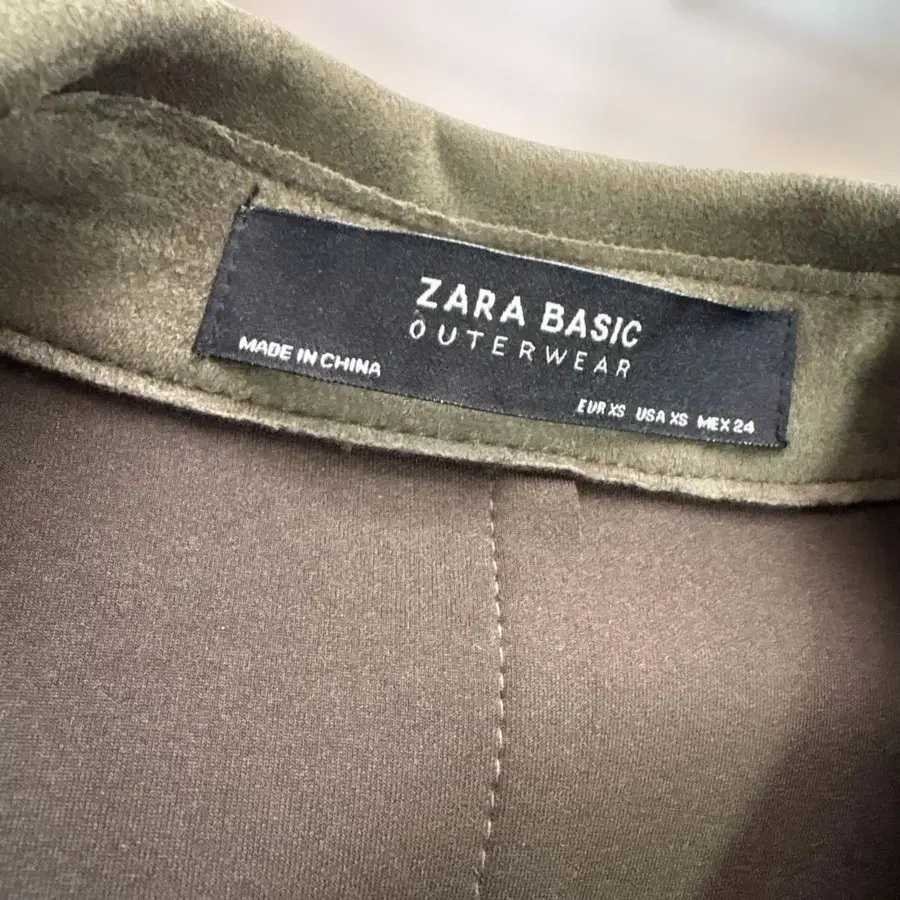 ZARA BASIC
OUTERWEAR
MADE IN CHINA
EUR XS USA XS MEX 24